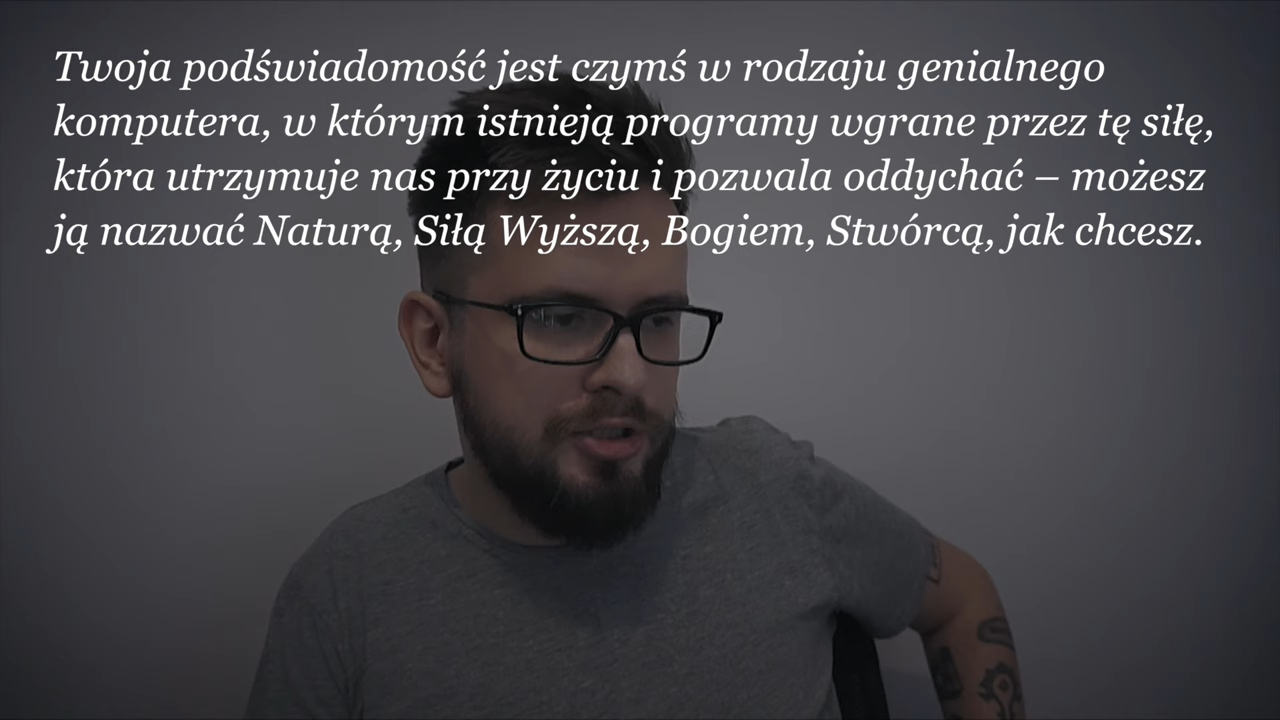 Twoja podświadomość jest czymś w rodzaju genialnego
komputera, w którym istnieją programy wgrane przez tę siłę,
która utrzymuje nas przy życiu i pozwala oddychać – możesz
ją nazwać Naturą, Siłą Wyższą, Bogiem, Stwórcą, jak chcesz.